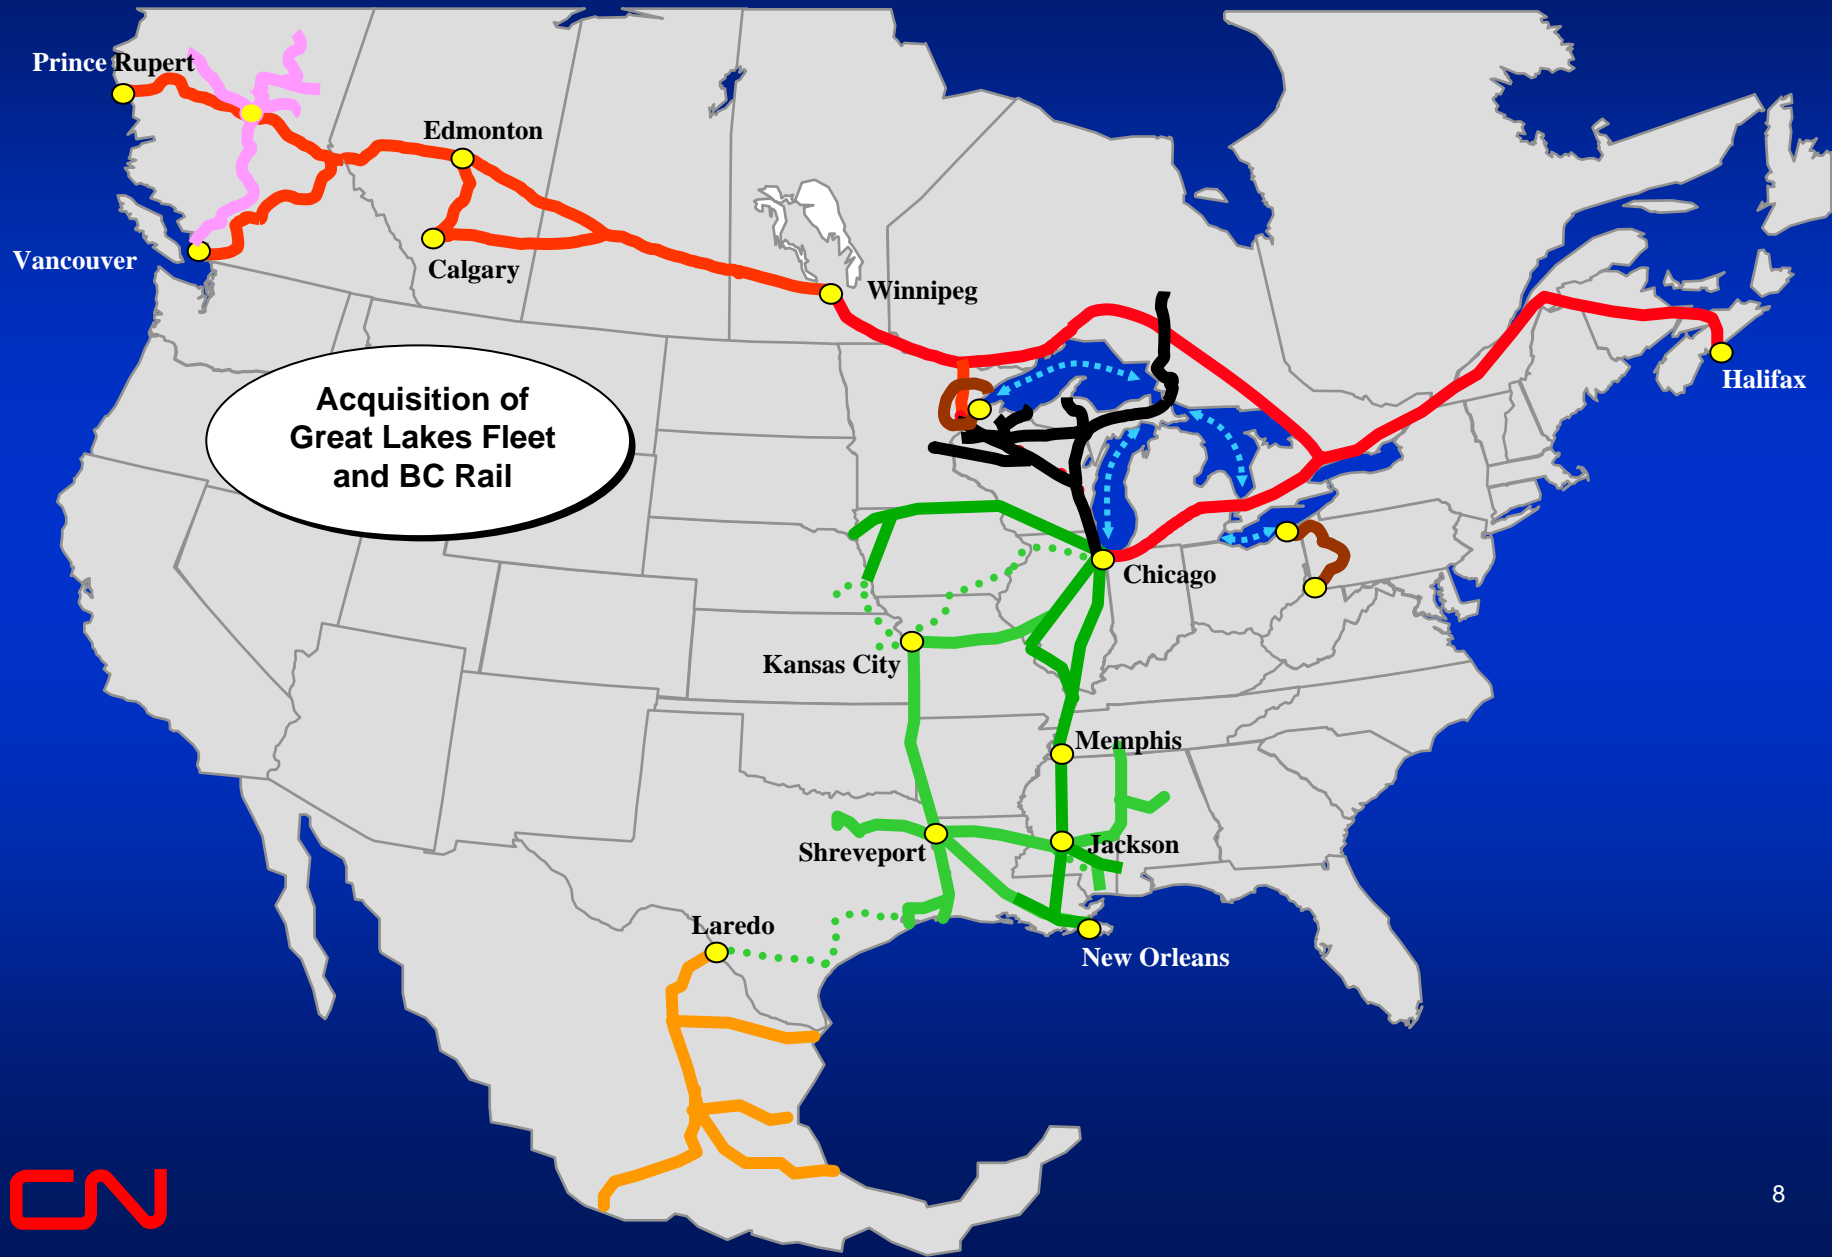 Prince Rupert
Edmonton
Vancouver
Calgary
Winnipeg
Halifax
Acquisition of
Great Lakes Fleet
and BC Rail
Chicago
Kansas City
Memphis
Shreveport
Jackson
Laredo
New Orleans
CN
8